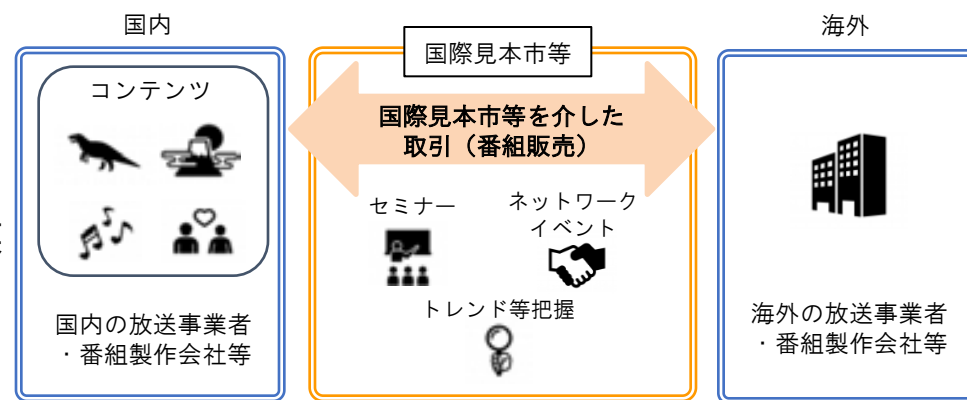 国内
コンテンツ
国内の放送事業者
・番組製作会社等
国際見本市等
国際見本市等を介した
取引（番組販売）
セミナー
ネットワーク
イベント
トレンド等把握
海外
海外の放送事業者
・番組製作会社等